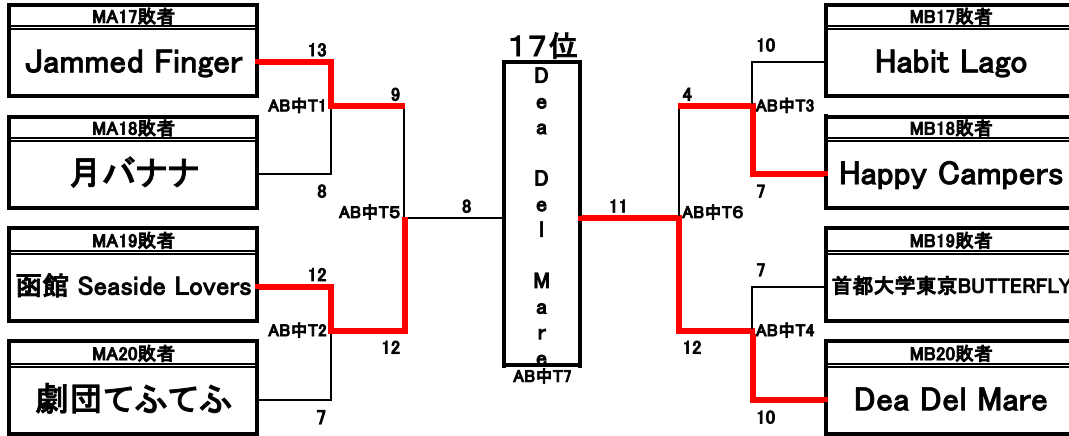 MA17敗者
Jammed Finger
MA18敗者
月バナナ
MA19敗者
函館 Seaside Lovers
MA20敗者
劇団てふてふ
13
AB中T1
8
12
AB中T2
7
9
AB中T5
12
8
17位
Dea Del Mare
AB中T7
11
4
AB中T6
12
10
AB中T3
7
7
AB中T4
10
MB17敗者
Habit Lago
MB18敗者
Happy Campers
MB19敗者
首都大学東京BUTTERFLY
MB20敗者
Dea Del Mare